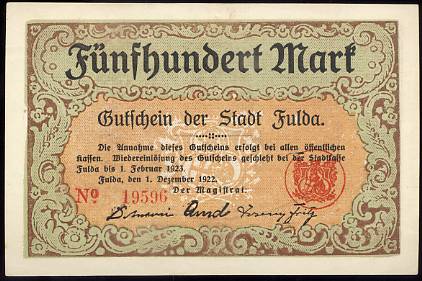 Fünfhundert Mark
Gutschein der Stadt Fulda.
Die Annahme dieses Gutscheins erfolgt bei allen öffentlichen
Kassen. Wiedereinlösung des Gutscheins geschieht bei der Stadtkasse
Fulda bis 1. Februar 1923.
Fulda, den 1. Dezember 1922.
Der Magistrat.
No 19596